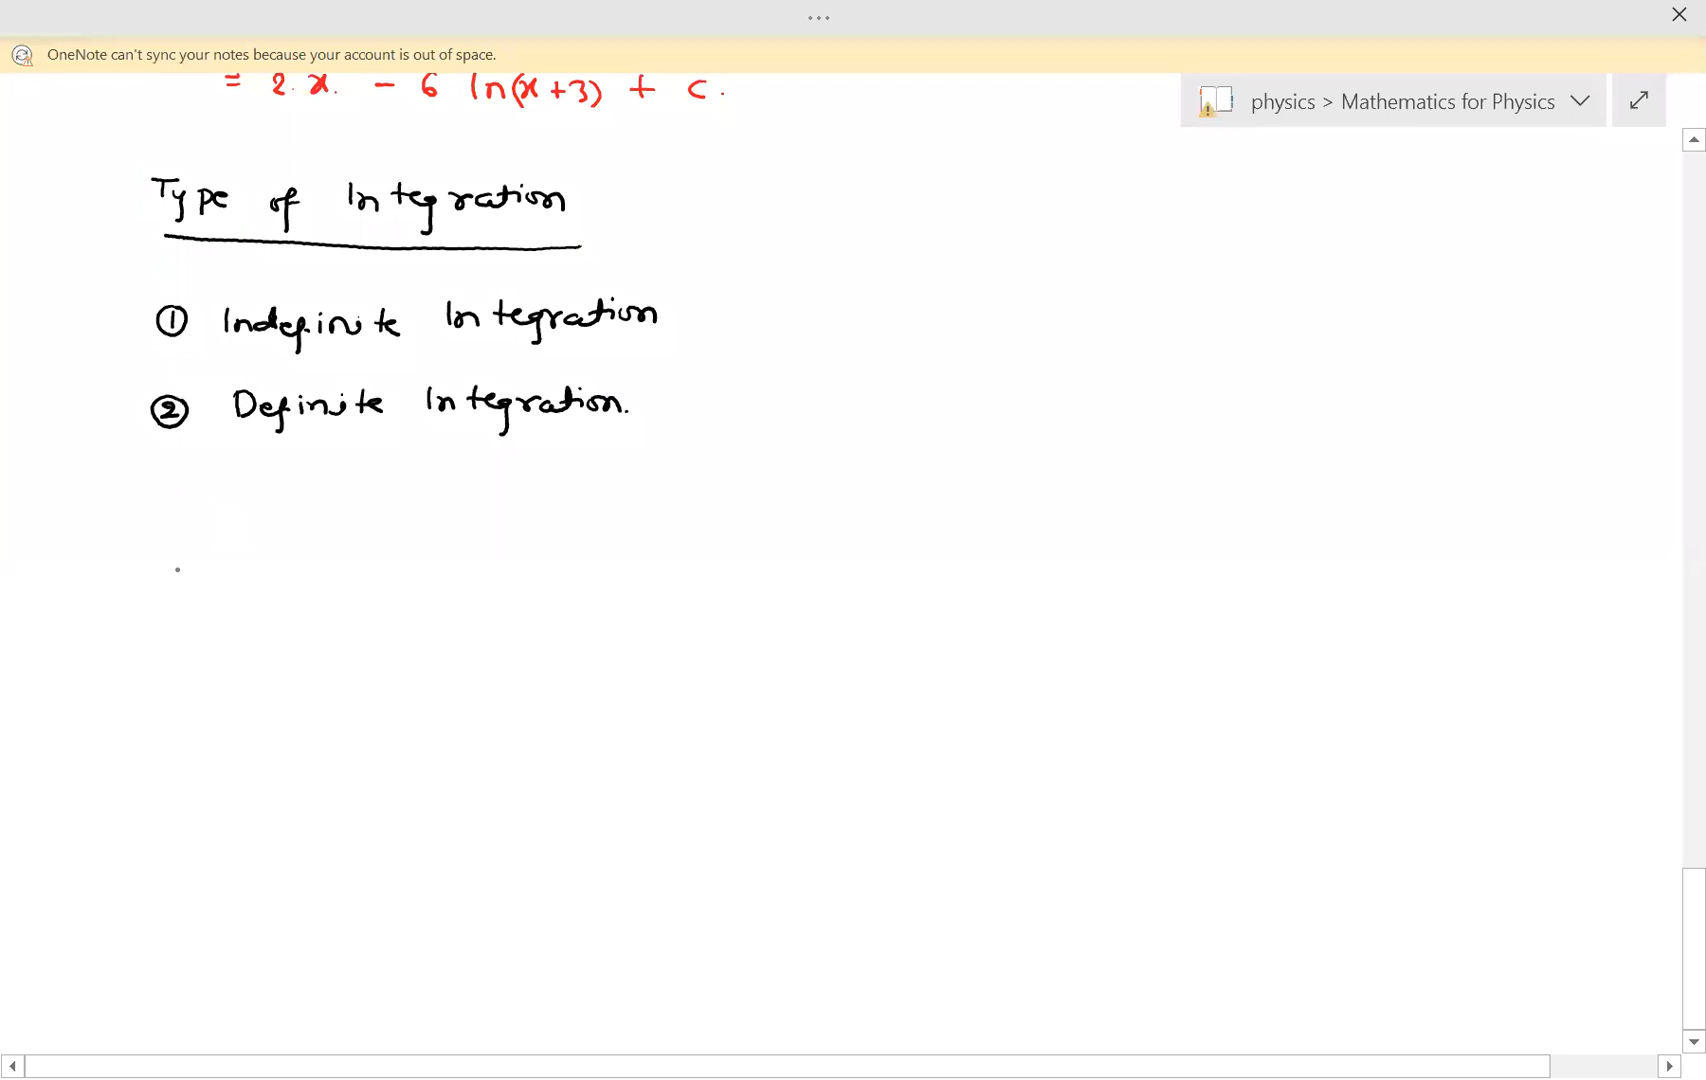 ...
OneNote can't sync your notes because your account is out of space.
= 2. x. - 6 ln(x+3) + c.
physics > Mathematics for Physics
Type of Integration
① Indefinite Integration
② Definite Integration.